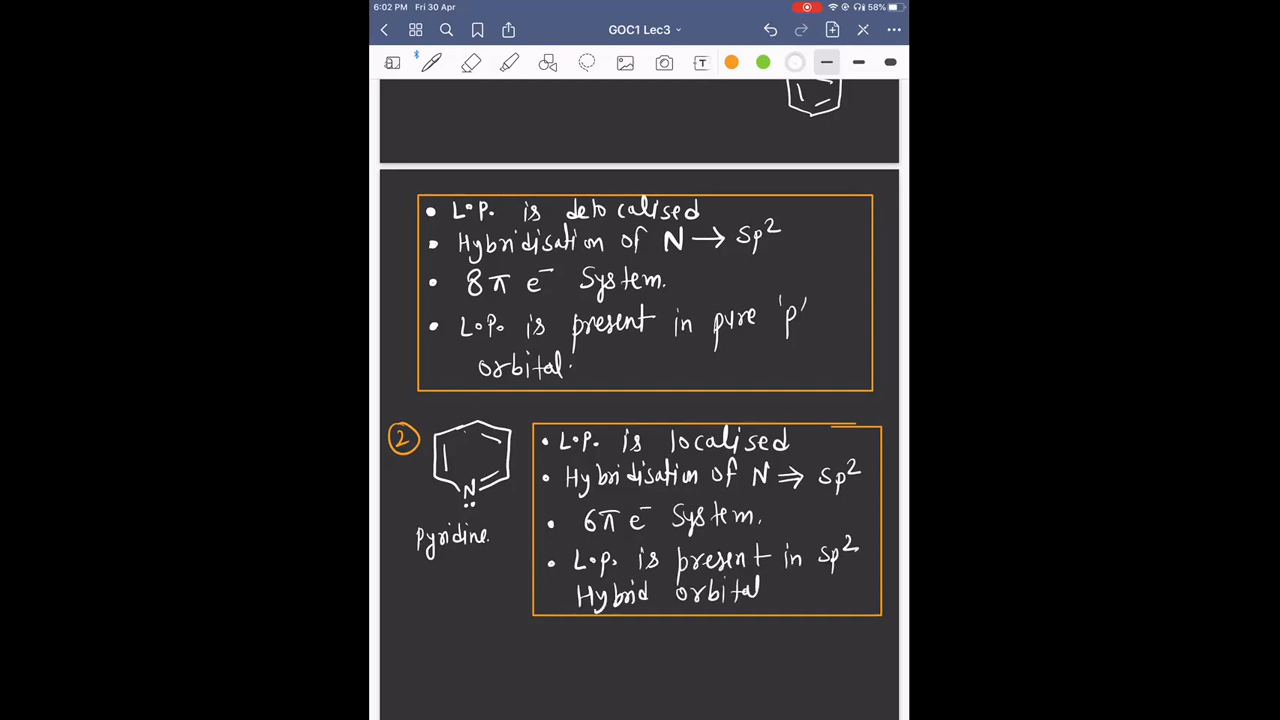 6:02 PM Fri 30 Apr
58%
GOC1 Lec3
T
• L.P. is delocalised
• Hybridisation of N → Sp²
• 8π e⁻ System.
• L.P. is present in pure 'p'
orbital.
2
N
pyridine.
• L.P. is localised
• Hybridisation of N ⇒ Sp²
• 6π e⁻ System.
• L.P. is present in Sp²
Hybrid orbital